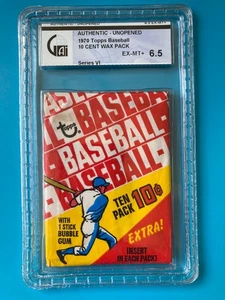 GAI
AUTHENTIC - UNOPENED
1970 Topps Baseball
10 CENT WAX PACK
EX-MT+ 6.5
Series VI
BASEBALL
BASEBALL
Topps
BASEBALL
BASEBALL
TEN
PACK 10¢
WITH
1 STICK
BUBBLE
GUM
EXTRA!
INSERT
IN EACH PACK!